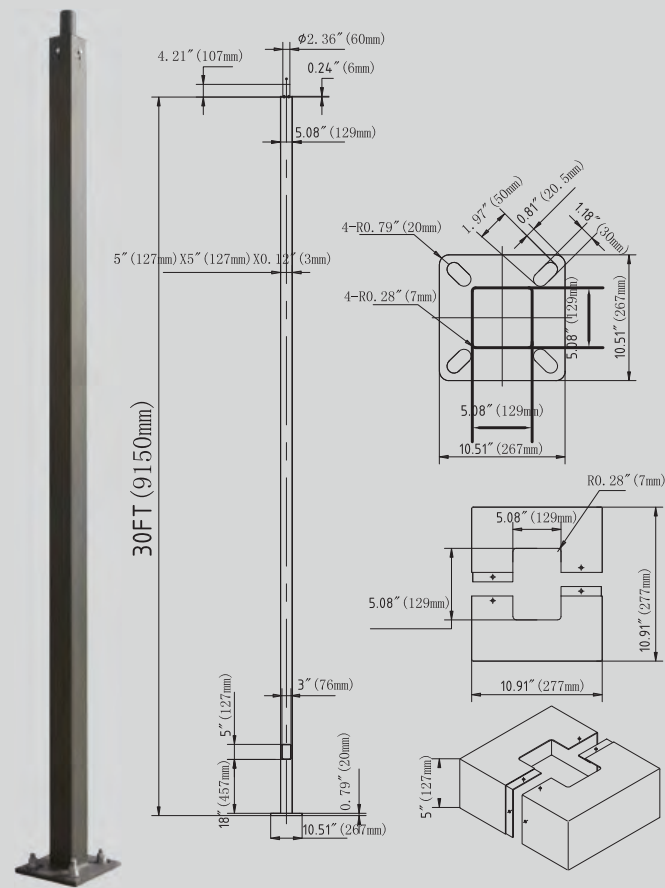 ϕ2.36″(60mm)
4.21″(107mm)
0.24″(6mm)
5.08″(129mm)
5″(127mm)X5″(127mm)X0.12″(3mm)
30FT(9150mm)
3″(76mm)
5″(127mm)
18″(457mm)
0.79″(20mm)
10.51″(267mm)
1.97″(50mm)
0.81″(20.5mm)
1.18″(30mm)
4-R0.79″(20mm)
4-R0.28″(7mm)
5.08″(129mm)
10.51″(267mm)
5.08″(129mm)
10.51″(267mm)
R0.28″(7mm)
5.08″(129mm)
5.08″(129mm)
10.91″(277mm)
10.91″(277mm)
5″(127mm)